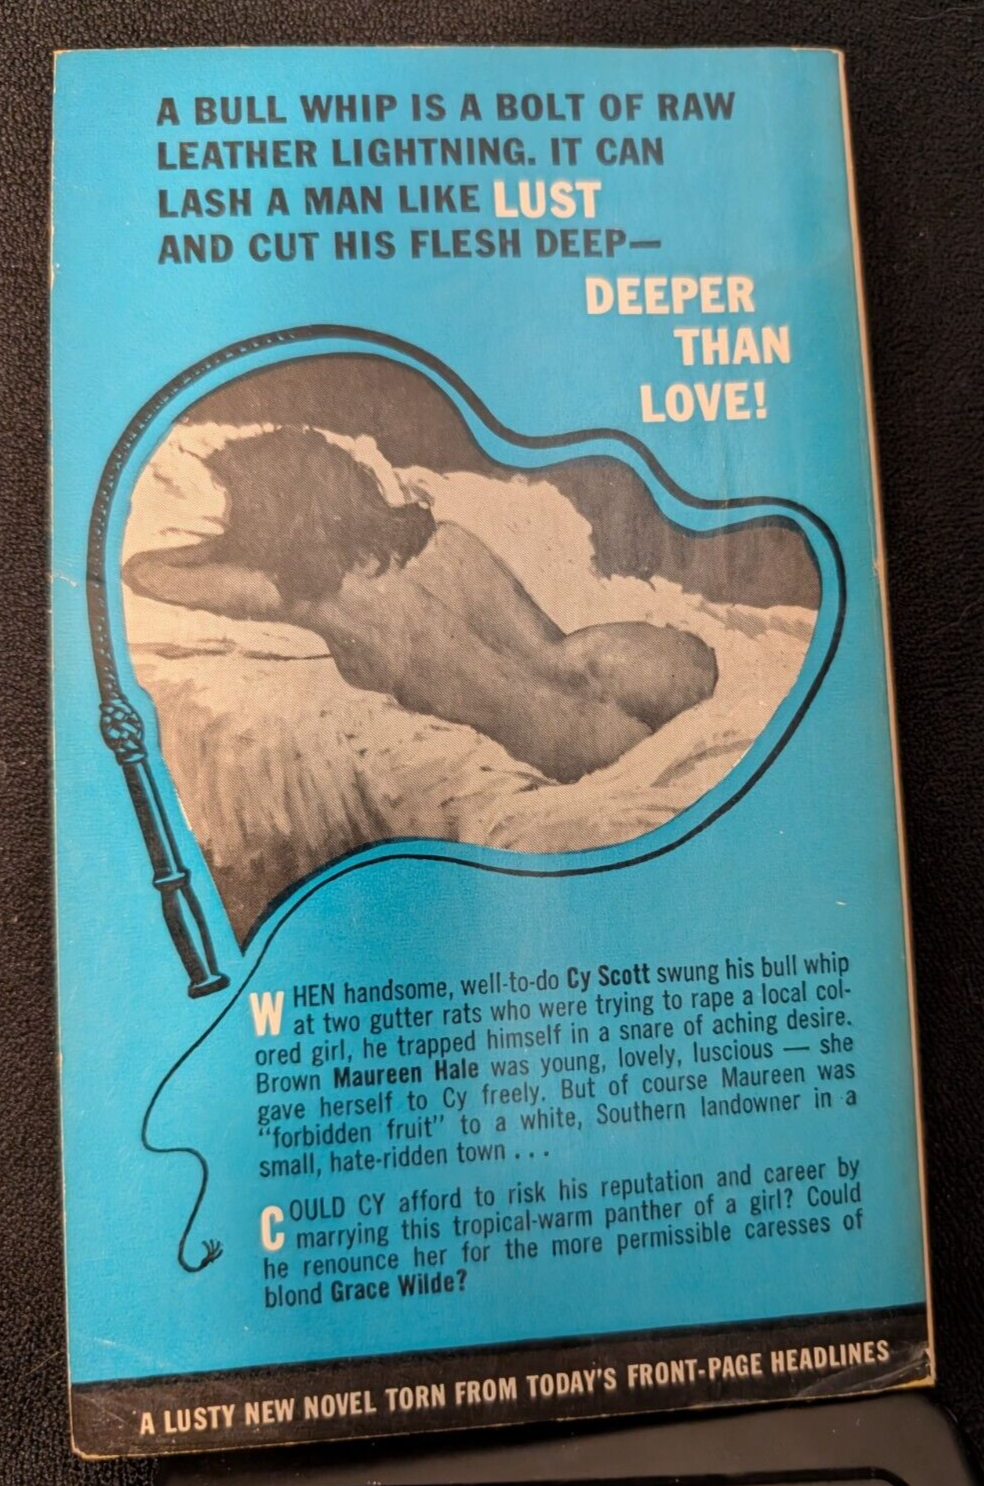 A BULL WHIP IS A BOLT OF RAW
LEATHER LIGHTNING. IT CAN
LASH A MAN LIKE LUST
AND CUT HIS FLESH DEEP—
DEEPER
THAN
LOVE!
WHEN handsome, well-to-do Cy Scott swung his bull whip
at two gutter rats who were trying to rape a local col-
ored girl, he trapped himself in a snare of aching desire.
Brown Maureen Hale was young, lovely, luscious — she
gave herself to Cy freely. But of course Maureen was
"forbidden fruit" to a white, Southern landowner in a
small, hate-ridden town . . .
COULD CY afford to risk his reputation and career by
marrying this tropical-warm panther of a girl? Could
he renounce her for the more permissible caresses of
blond Grace Wilde?
A LUSTY NEW NOVEL TORN FROM TODAY'S FRONT-PAGE HEADLINES